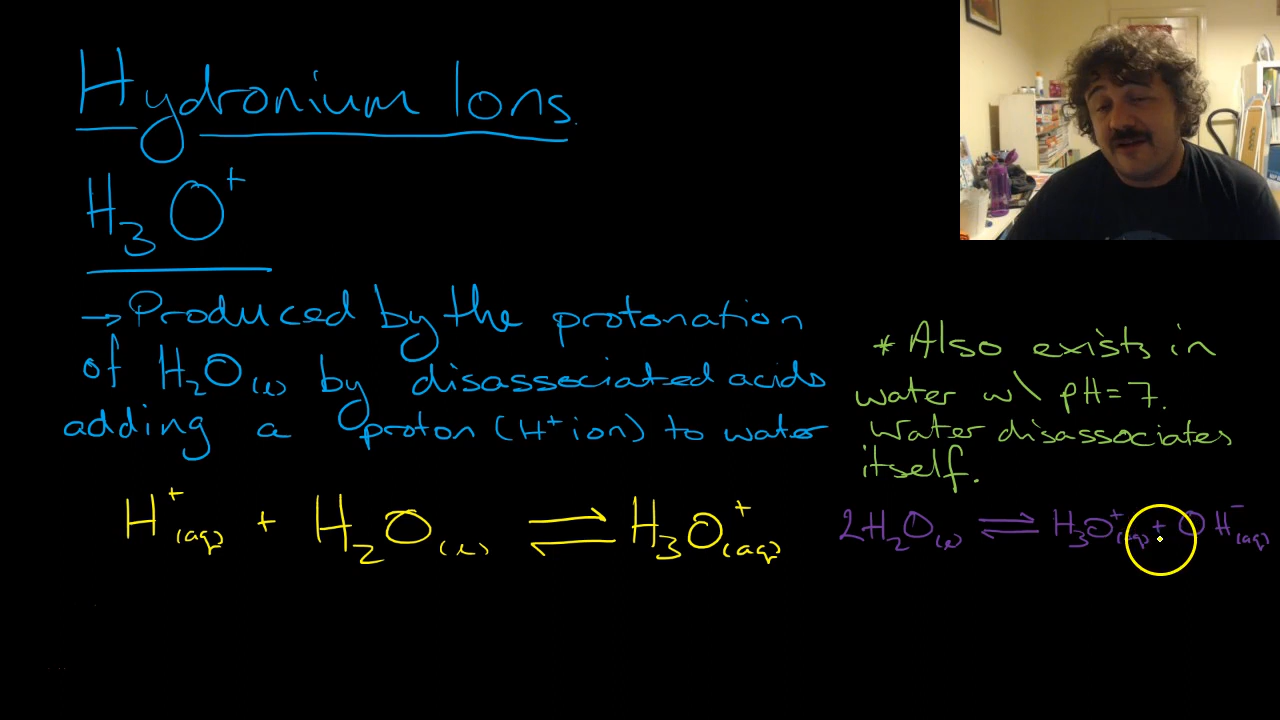 Hydronium Ions
H₃O⁺
→ Produced by the protonation
of H₂O(l) by disassociated acids
adding a proton (H⁺ ion) to water
H⁺(aq) + H₂O(l) ⇌ H₃O⁺(aq)
* Also exists in
water w\ pH=7.
Water disassociates
itself.
2H₂O(l) ⇌ H₃O⁺(aq) + OH⁻(aq)